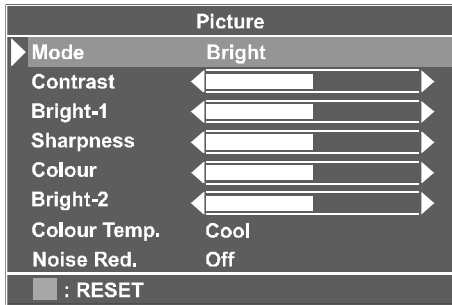 Picture
Mode Bright
Contrast
Bright-1
Sharpness
Colour
Bright-2
Colour Temp. Cool
Noise Red. Off
: RESET